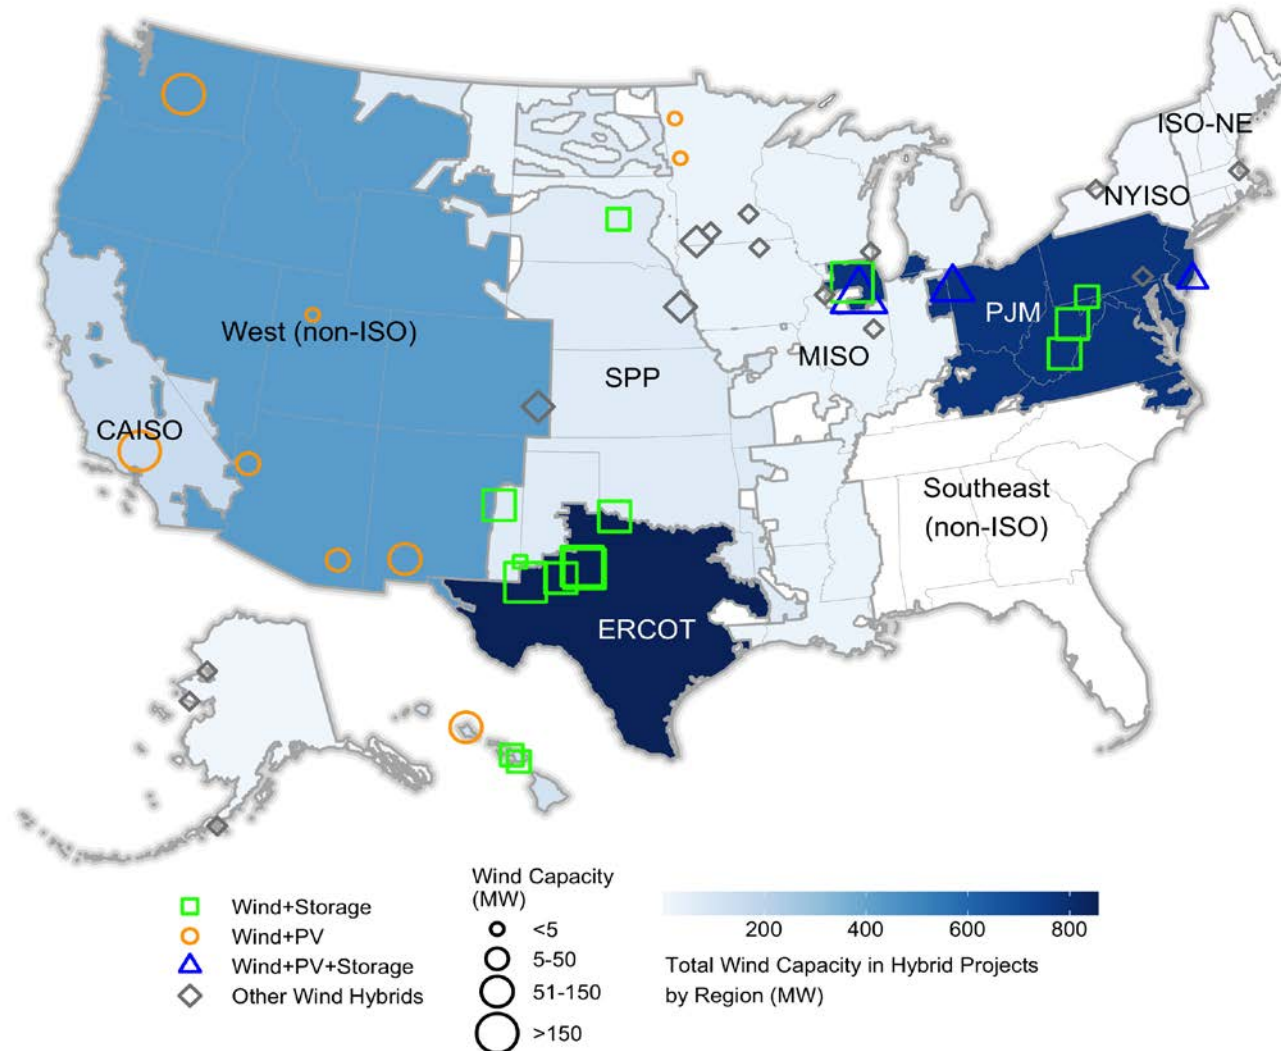 ISO-NE
NYISO
PJM
West (non-ISO)
MISO
SPP
CAISO
Southeast
(non-ISO)
ERCOT
Wind+Storage
Wind+PV
Wind+PV+Storage
Other Wind Hybrids
Wind Capacity
(MW)
<5
5-50
51-150
>150
200 400 600 800
Total Wind Capacity in Hybrid Projects
by Region (MW)